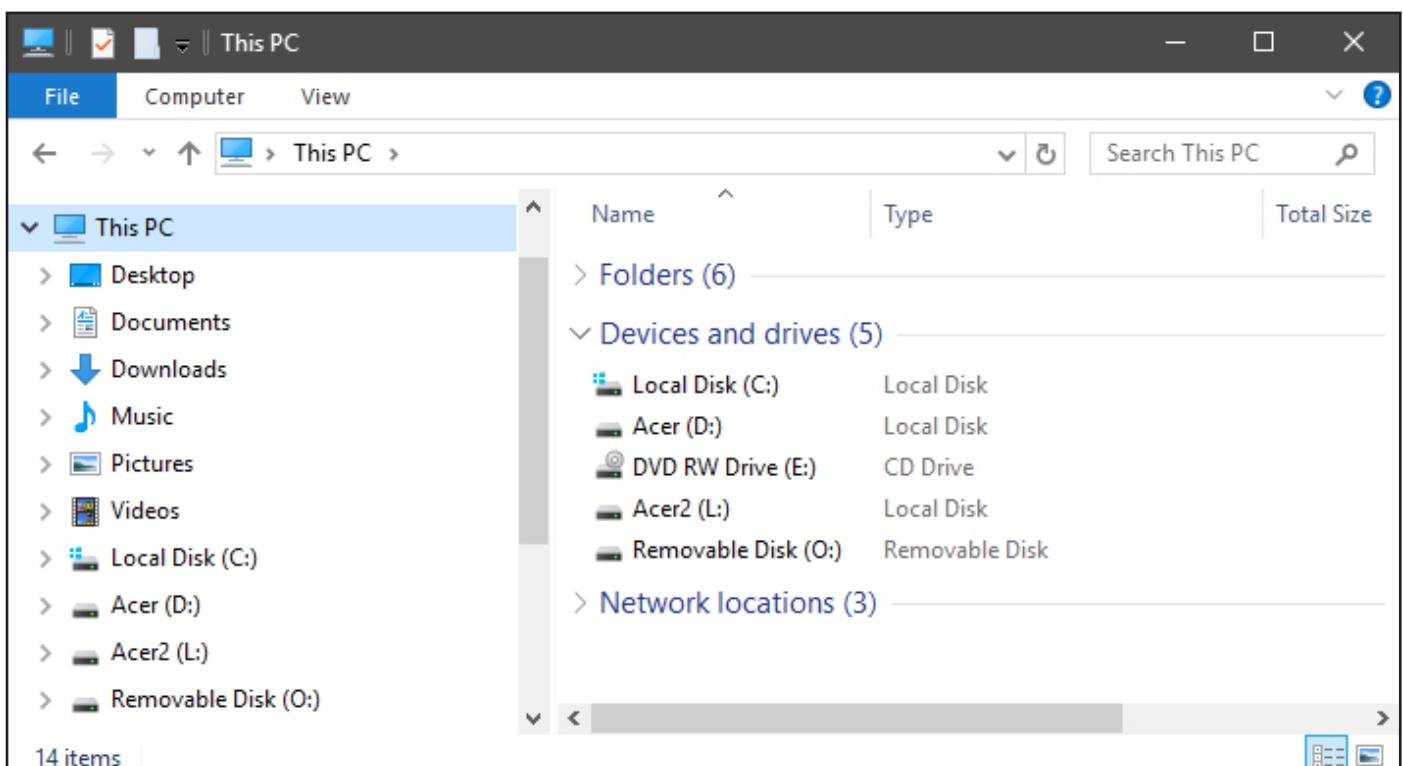 This PC
File Computer View
This PC
Search This PC
This PC
Desktop
Documents
Downloads
Music
Pictures
Videos
Local Disk (C:)
Acer (D:)
Acer2 (L:)
Removable Disk (O:)
Name Type Total Size
Folders (6)
Devices and drives (5)
Local Disk (C:) Local Disk
Acer (D:) Local Disk
DVD RW Drive (E:) CD Drive
Acer2 (L:) Local Disk
Removable Disk (O:) Removable Disk
Network locations (3)
14 items